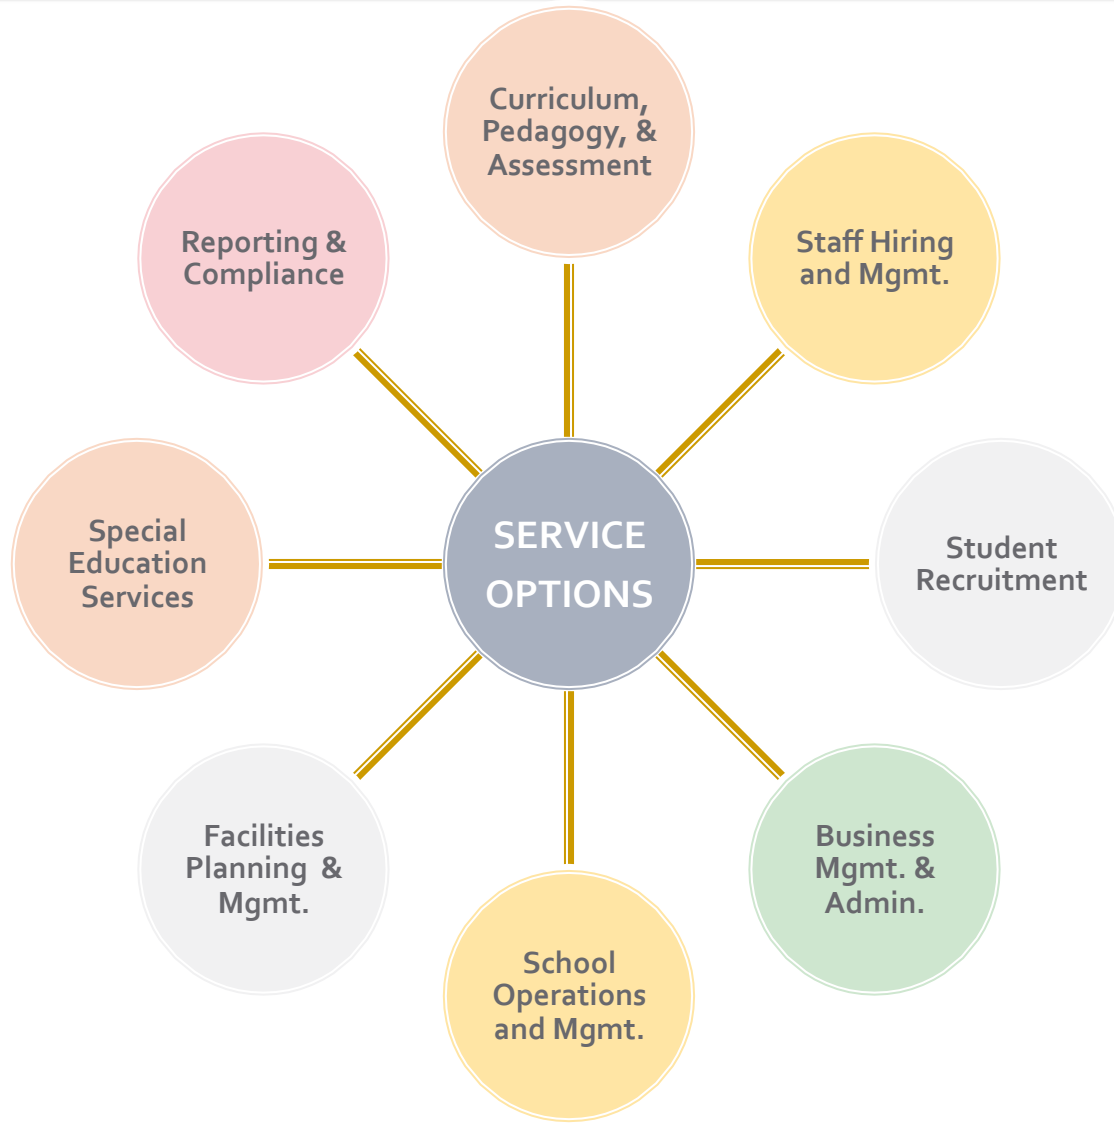 Curriculum,
Pedagogy, &
Assessment
Staff Hiring
and Mgmt.
Student
Recruitment
Business
Mgmt. &
Admin.
School
Operations
and Mgmt.
Facilities
Planning  &
Mgmt.
Special
Education
Services
Reporting &
Compliance
SERVICE
OPTIONS